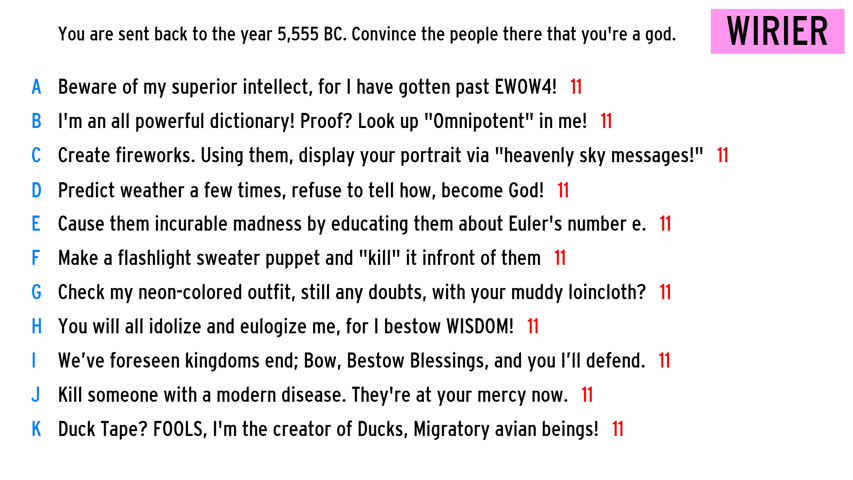 You are sent back to the year 5,555 BC. Convince the people there that you're a god.
WIRIER
A Beware of my superior intellect, for I have gotten past EWOW4! 11
B I'm an all powerful dictionary! Proof? Look up "Omnipotent" in me! 11
C Create fireworks. Using them, display your portrait via "heavenly sky messages!" 11
D Predict weather a few times, refuse to tell how, become God! 11
E Cause them incurable madness by educating them about Euler's number e. 11
F Make a flashlight sweater puppet and "kill" it infront of them 11
G Check my neon-colored outfit, still any doubts, with your muddy loincloth? 11
H You will all idolize and eulogize me, for I bestow WISDOM! 11
I We’ve foreseen kingdoms end; Bow, Bestow Blessings, and you I’ll defend. 11
J Kill someone with a modern disease. They're at your mercy now. 11
K Duck Tape? FOOLS, I'm the creator of Ducks, Migratory avian beings! 11